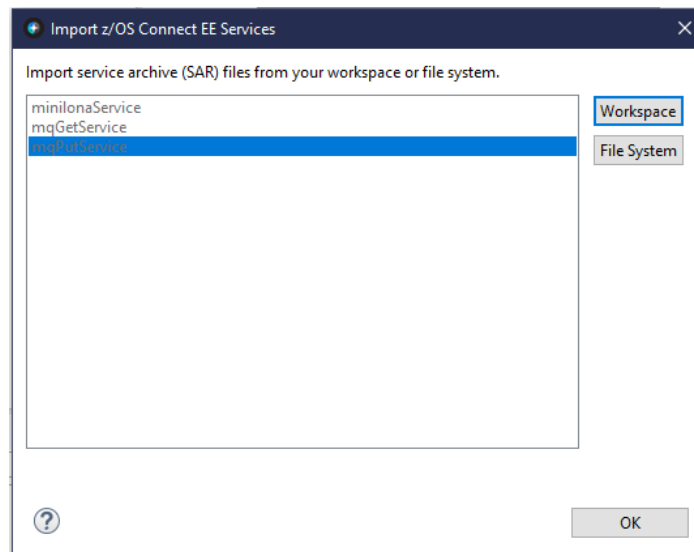 Import z/OS Connect EE Services
Import service archive (SAR) files from your workspace or file system.
miniIonaService
mqGetService
mqPutService
Workspace
File System
OK